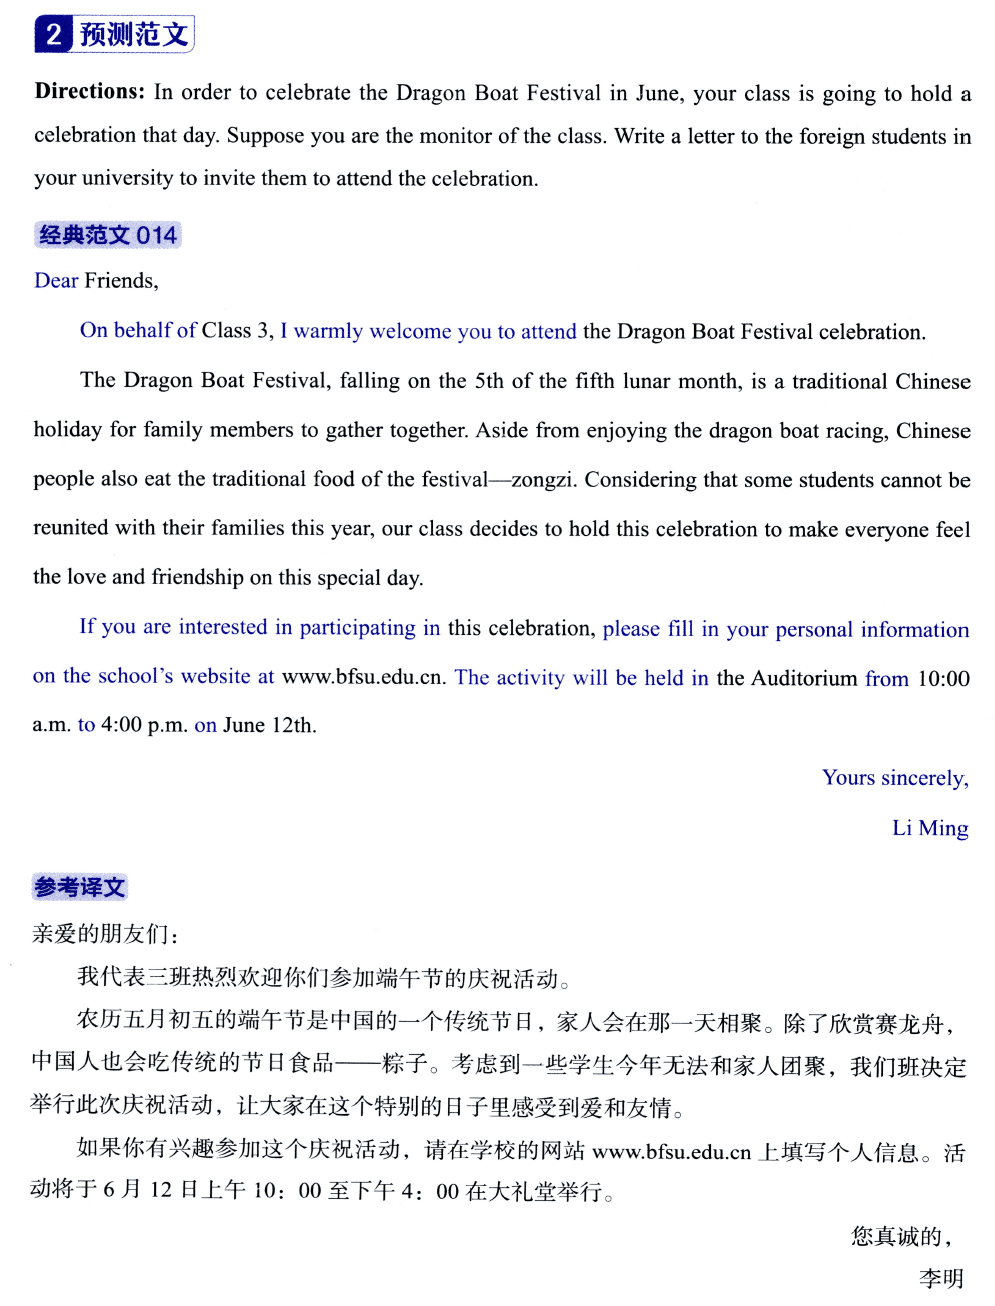 2 预测范文
Directions: In order to celebrate the Dragon Boat Festival in June, your class is going to hold a
celebration that day. Suppose you are the monitor of the class. Write a letter to the foreign students in
your university to invite them to attend the celebration.
经典范文 014
Dear Friends,
On behalf of Class 3, I warmly welcome you to attend the Dragon Boat Festival celebration.
The Dragon Boat Festival, falling on the 5th of the fifth lunar month, is a traditional Chinese
holiday for family members to gather together. Aside from enjoying the dragon boat racing, Chinese
people also eat the traditional food of the festival—zongzi. Considering that some students cannot be
reunited with their families this year, our class decides to hold this celebration to make everyone feel
the love and friendship on this special day.
If you are interested in participating in this celebration, please fill in your personal information
on the school's website at www.bfsu.edu.cn. The activity will be held in the Auditorium from 10:00
a.m. to 4:00 p.m. on June 12th.
Yours sincerely,
Li Ming
参考译文
亲爱的朋友们：
我代表三班热烈欢迎你们参加端午节的庆祝活动。
农历五月初五的端午节是中国的一个传统节日，家人会在那一天相聚。除了欣赏赛龙舟，
中国人也会吃传统的节日食品——粽子。考虑到一些学生今年无法和家人团聚，我们班决定
举行此次庆祝活动，让大家在这个特别的日子里感受到爱和友情。
如果你有兴趣参加这个庆祝活动，请在学校的网站 www.bfsu.edu.cn 上填写个人信息。活
动将于 6 月 12 日上午 10：00 至下午 4：00 在大礼堂举行。
您真诚的，
李明